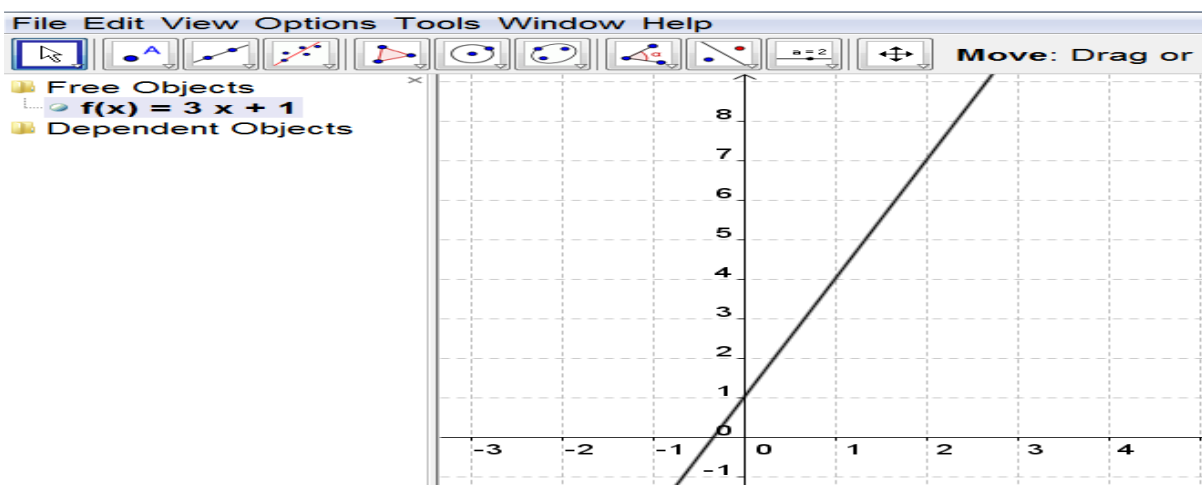 File Edit View Options Tools Window Help
A α a = 2 Move: Drag or
Free Objects
f(x) = 3 x + 1
Dependent Objects
8
7
6
5
4
3
2
1
0
-3 -2 -1 0 1 2 3 4
-1